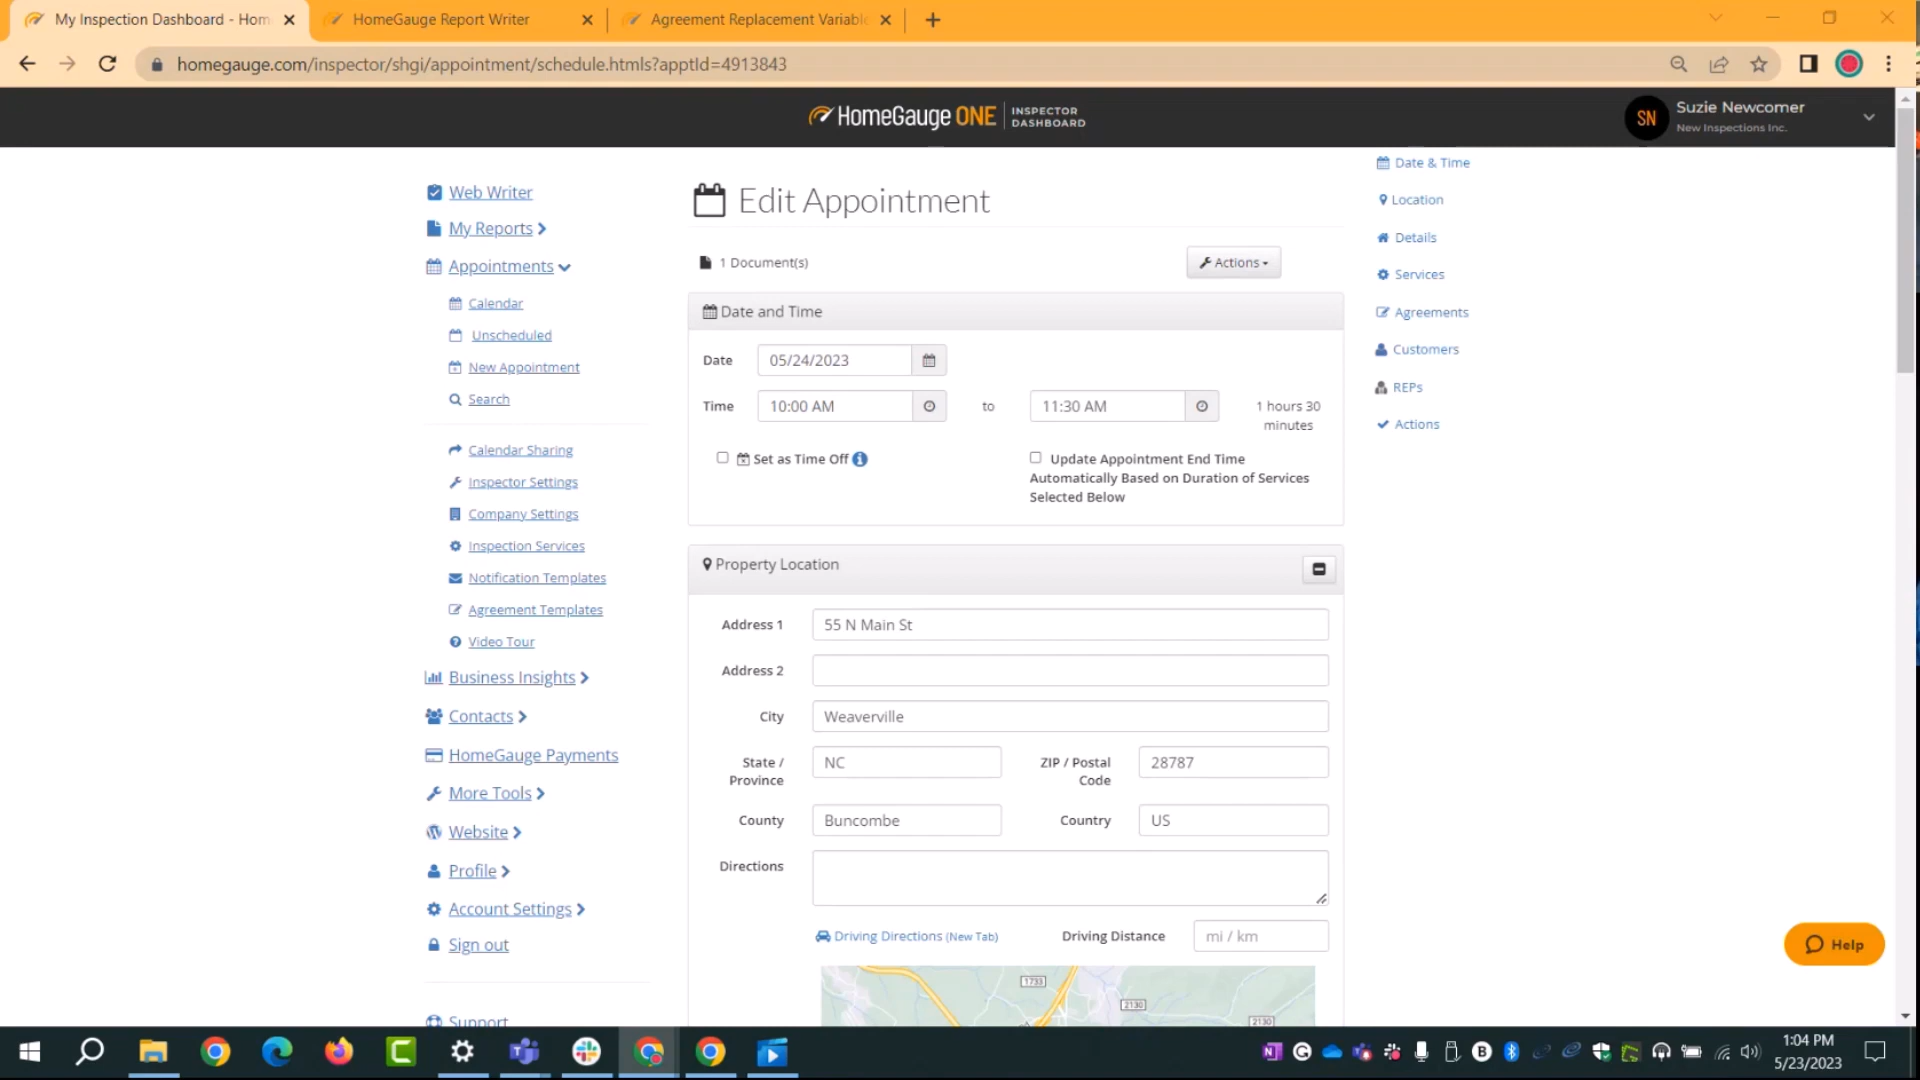 My Inspection Dashboard - Hom
HomeGauge Report Writer
Agreement Replacement Variabl
homegauge.com/inspector/shgi/appointment/schedule.htmls?apptId=4913843
HomeGauge ONE
INSPECTOR
DASHBOARD
SN
Suzie Newcomer
New Inspections Inc.
Web Writer
My Reports
Appointments
Calendar
Unscheduled
New Appointment
Search
Calendar Sharing
Inspector Settings
Company Settings
Inspection Services
Notification Templates
Agreement Templates
Video Tour
Business Insights
Contacts
HomeGauge Payments
More Tools
Website
Profile
Account Settings
Sign out
Support
Edit Appointment
1 Document(s)
Actions
Date and Time
Date
05/24/2023
Time
10:00 AM
to
11:30 AM
1 hours 30
minutes
Set as Time Off
Update Appointment End Time
Automatically Based on Duration of Services
Selected Below
Property Location
Address 1
55 N Main St
Address 2
City
Weaverville
State /
Province
NC
ZIP / Postal
Code
28787
County
Buncombe
Country
US
Directions
Driving Directions (New Tab)
Driving Distance
mi / km
1733
2130
2130
Date & Time
Location
Details
Services
Agreements
Customers
REPs
Actions
Help
1:04 PM
5/23/2023